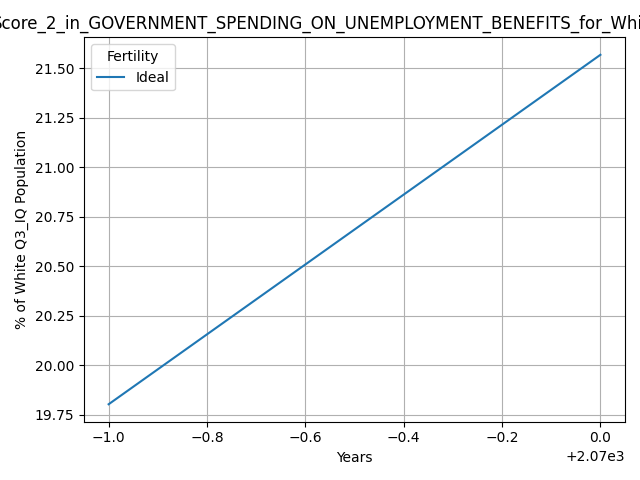 Score_2_in_GOVERNMENT_SPENDING_ON_UNEMPLOYMENT_BENEFITS_for_Whi
Fertility
Ideal
21.50
21.25
21.00
20.75
20.50
20.25
20.00
19.75
% of White Q3_IQ Population
−1.0 −0.8 −0.6 −0.4 −0.2 0.0
Years
+2.07e3